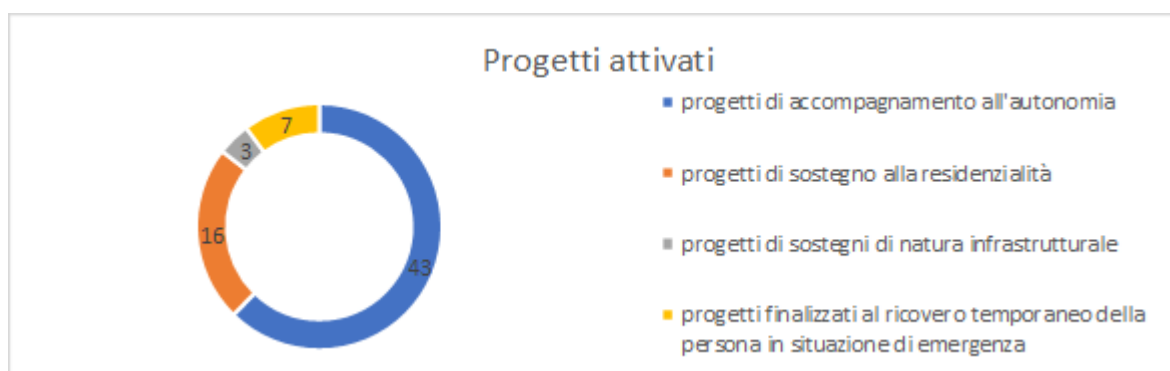 Progetti attivati
7
3
16
43
progetti di accompagnamento all'autonomia
progetti di sostegno alla residenzialità
progetti di sostegni di natura infrastrutturale
progetti finalizzati al ricovero temporaneo della
persona in situazione di emergenza